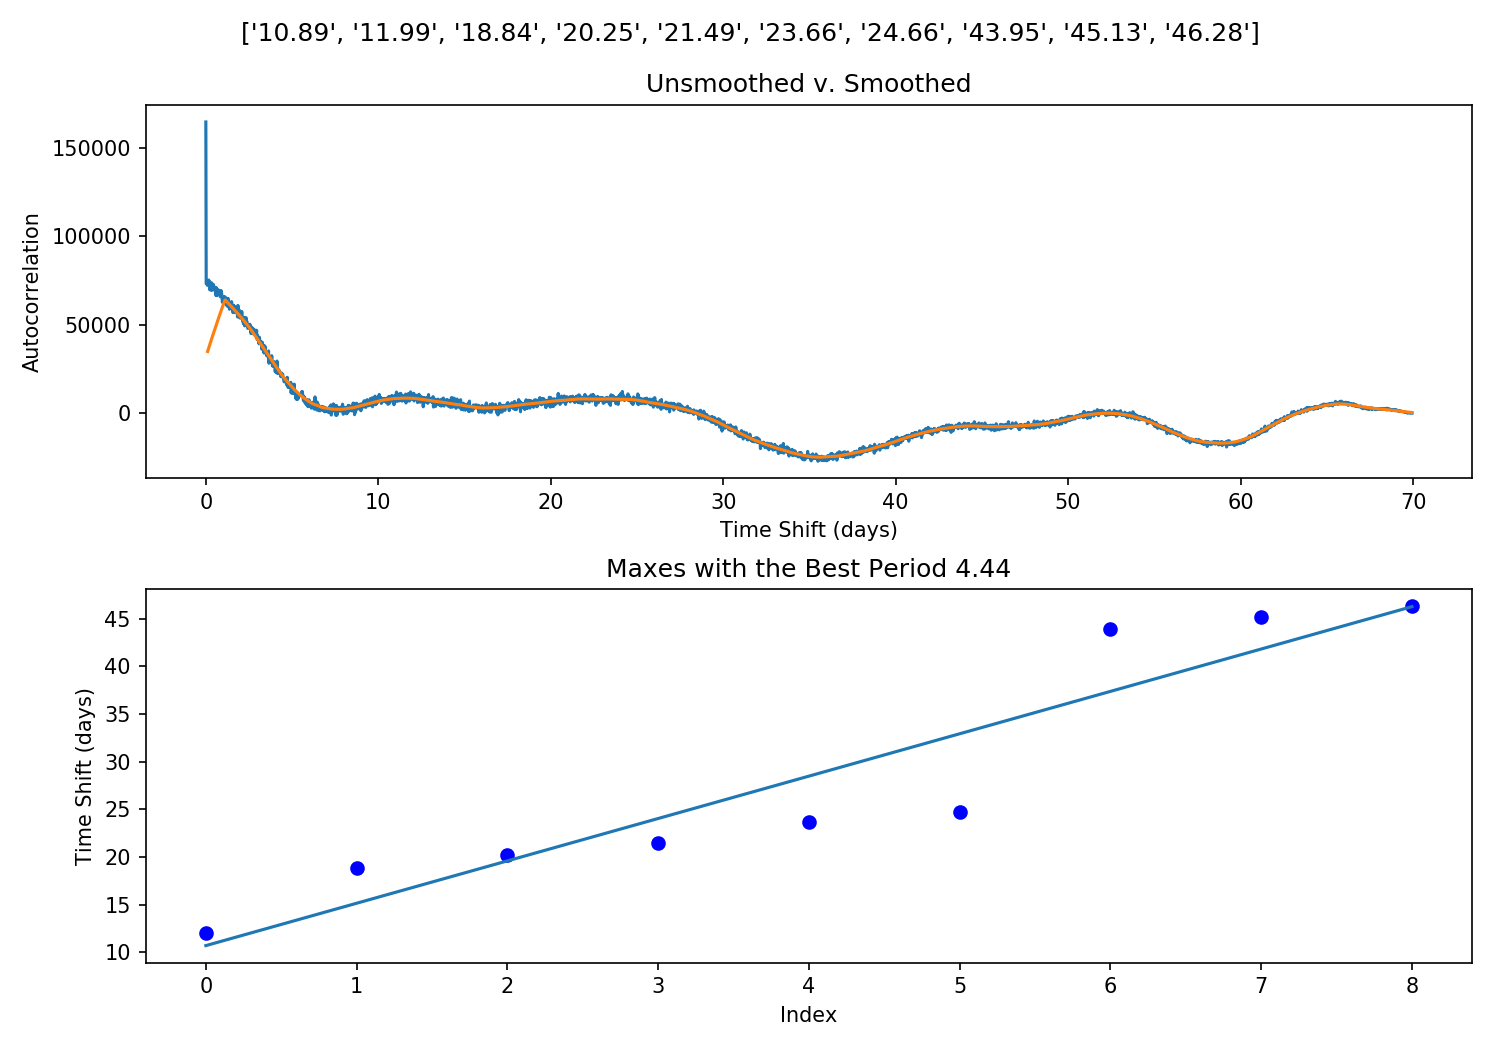 ['10.89', '11.99', '18.84', '20.25', '21.49', '23.66', '24.66', '43.95', '45.13', '46.28']
Unsmoothed v. Smoothed
150000
100000
50000
0
Autocorrelation
0 10 20 30 40 50 60 70
Time Shift (days)
Maxes with the Best Period 4.44
45
40
35
30
25
20
15
10
Time Shift (days)
0 1 2 3 4 5 6 7 8
Index